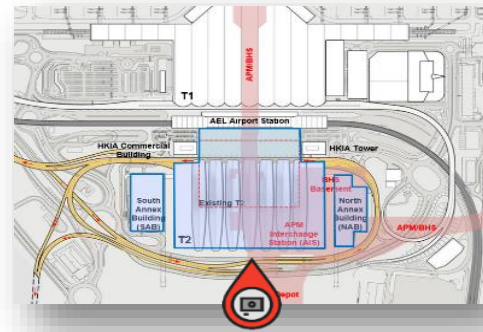 APM/BHS
T1
AEL Airport Station
HKIA Commercial
Building
HKIA Tower
BHS
Basement
Existing T2
South
Annex
Building
(SAB)
North
Annex
Building
(NAB)
T2
APM
Interchange
Station (AIS)
APM/BHS
Depot